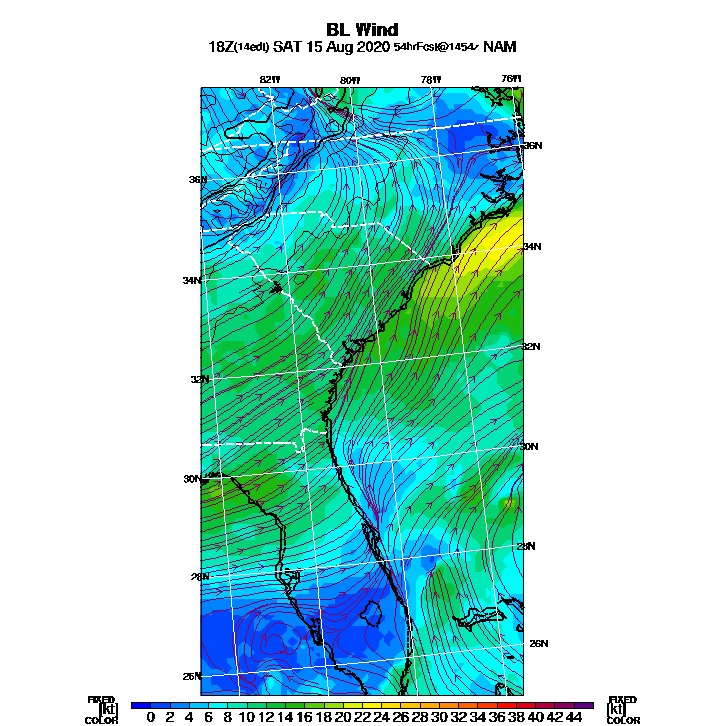 BL Wind
18Z(14edt) SAT 15 Aug 2020 54hrFcst@1454z NAM
82W 80W 78W 76W
36N
36N
34N
34N
32N
32N
30N
30N
28N
28N
26N
26N
FIXED FIXED
[kt] 0 2 4 6 8 10 12 14 16 18 20 22 24 26 28 30 32 34 36 38 40 42 44 [kt]
COLOR COLOR